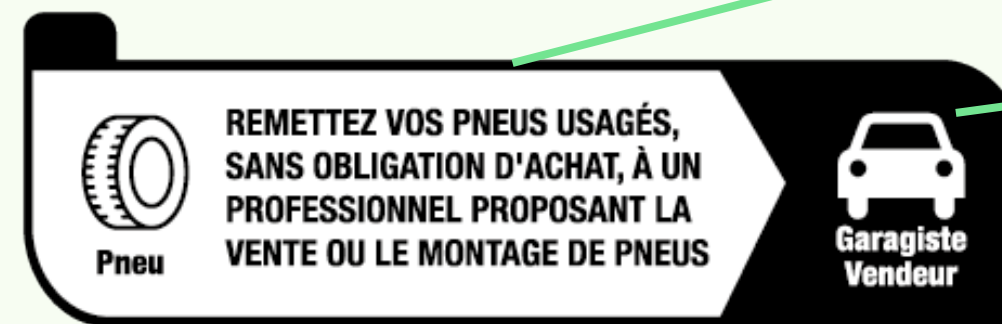 REMETTEZ VOS PNEUS USAGÉS,
SANS OBLIGATION D'ACHAT, À UN
PROFESSIONNEL PROPOSANT LA
VENTE OU LE MONTAGE DE PNEUS
Pneu
Garagiste
Vendeur